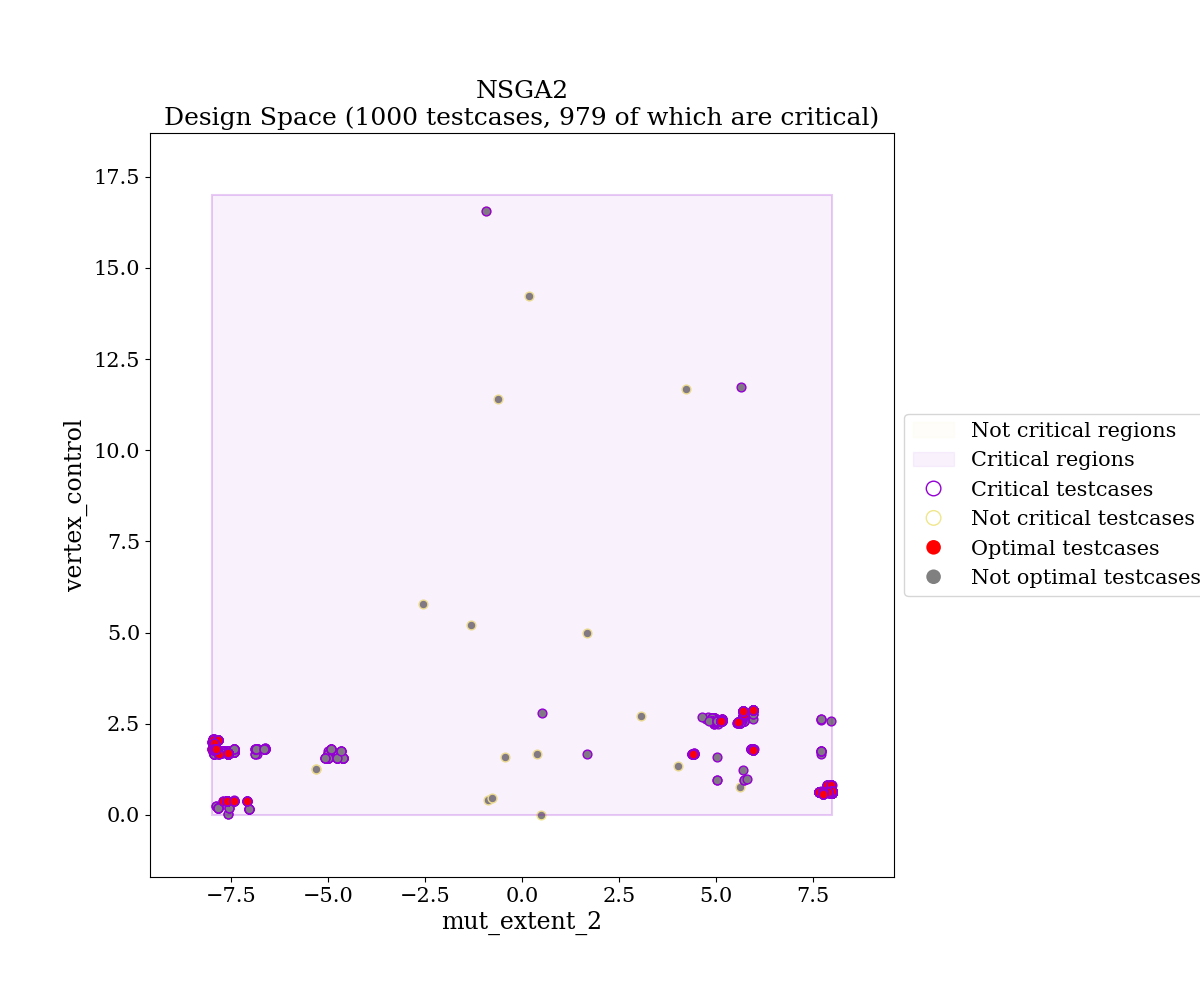 NSGA2
Design Space (1000 testcases, 979 of which are critical)
17.5
15.0
12.5
10.0
7.5
5.0
2.5
0.0
vertex_control
−7.5
−5.0
−2.5
0.0
2.5
5.0
7.5
mut_extent_2
Not critical regions
Critical regions
Critical testcases
Not critical testcases
Optimal testcases
Not optimal testcases